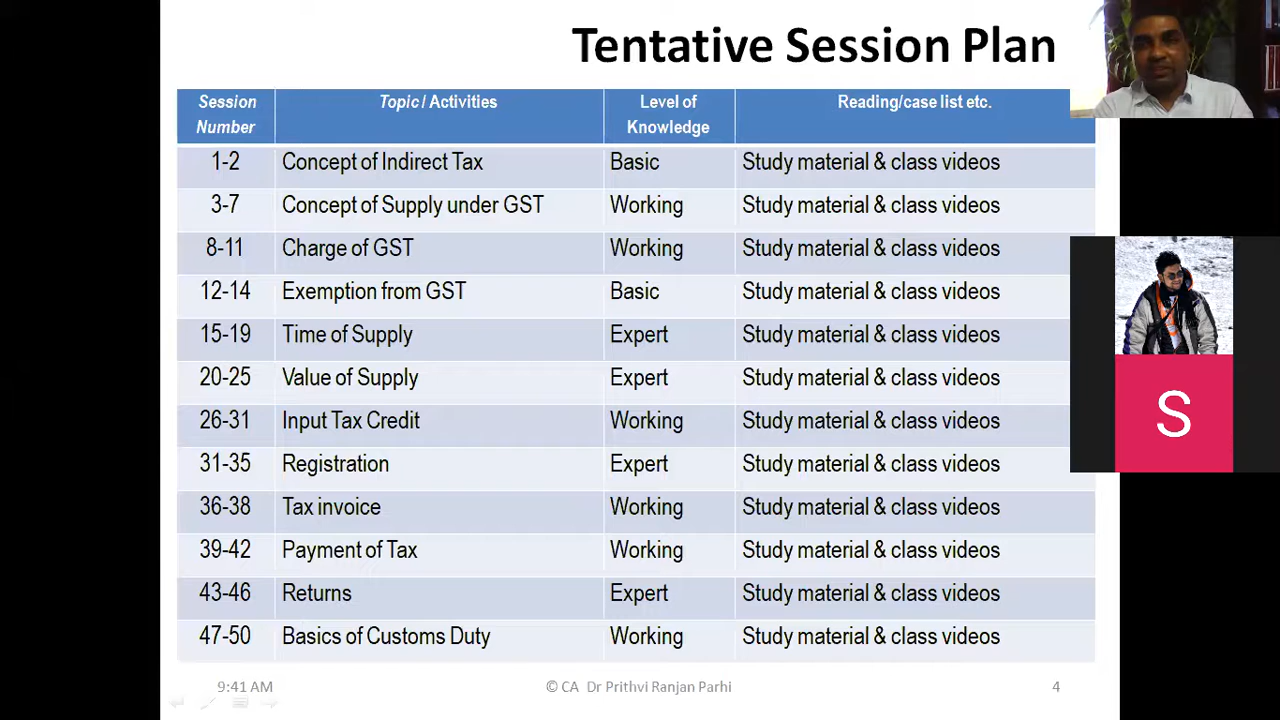 Tentative Session Plan
Session Number Topic / Activities Level of Knowledge Reading/case list etc.
1-2 Concept of Indirect Tax Basic Study material & class videos
3-7 Concept of Supply under GST Working Study material & class videos
8-11 Charge of GST Working Study material & class videos
12-14 Exemption from GST Basic Study material & class videos
15-19 Time of Supply Expert Study material & class videos
20-25 Value of Supply Expert Study material & class videos
26-31 Input Tax Credit Working Study material & class videos
31-35 Registration Expert Study material & class videos
36-38 Tax invoice Working Study material & class videos
39-42 Payment of Tax Working Study material & class videos
43-46 Returns Expert Study material & class videos
47-50 Basics of Customs Duty Working Study material & class videos
9:41 AM © CA Dr Prithvi Ranjan Parhi 4
S